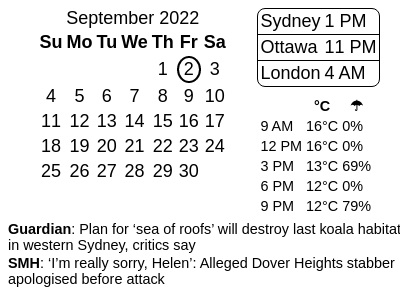 September 2022
Su Mo Tu We Th Fr Sa
1 2 3
4 5 6 7 8 9 10
11 12 13 14 15 16 17
18 19 20 21 22 23 24
25 26 27 28 29 30
Sydney 1 PM
Ottawa 11 PM
London 4 AM
°C ☂
9 AM 16°C 0%
12 PM 16°C 0%
3 PM 13°C 69%
6 PM 12°C 0%
9 PM 12°C 79%
Guardian: Plan for ‘sea of roofs’ will destroy last koala habitat
in western Sydney, critics say
SMH: ‘I’m really sorry, Helen’: Alleged Dover Heights stabber
apologised before attack